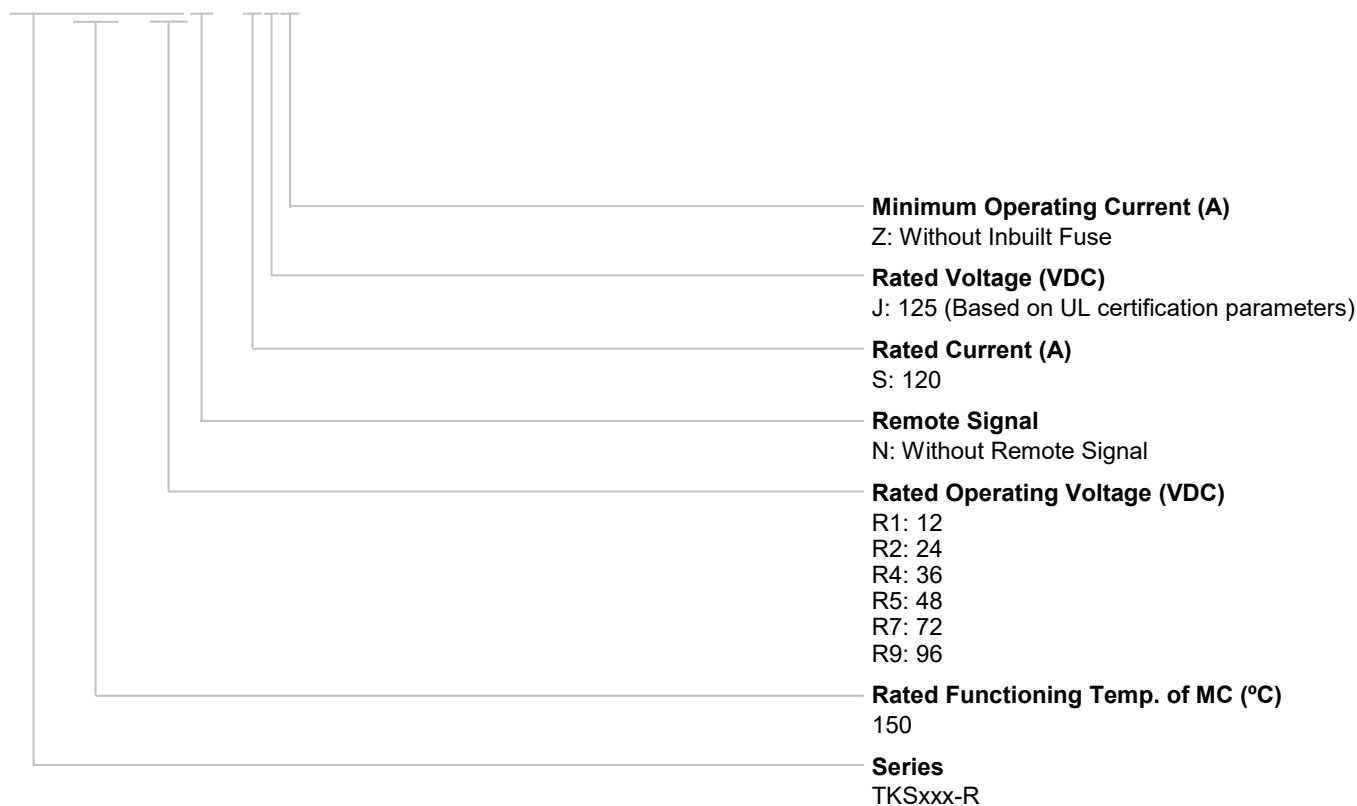 Minimum Operating Current (A)
Z: Without Inbuilt Fuse
Rated Voltage (VDC)
J: 125 (Based on UL certification parameters)
Rated Current (A)
S: 120
Remote Signal
N: Without Remote Signal
Rated Operating Voltage (VDC)
R1: 12
R2: 24
R4: 36
R5: 48
R7: 72
R9: 96
Rated Functioning Temp. of MC (ºC)
150
Series
TKSxxx-R